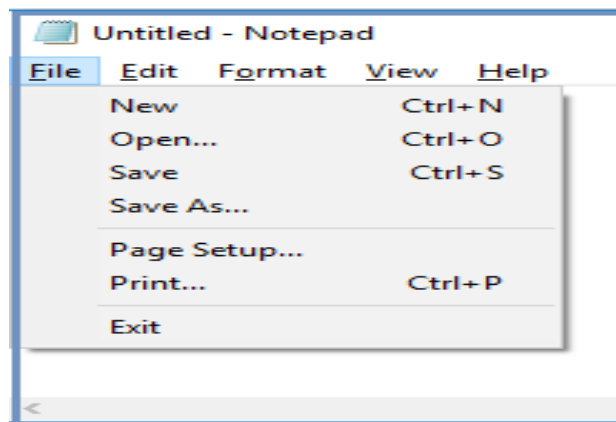 Untitled - Notepad
File Edit Format View Help
New Ctrl+N
Open... Ctrl+O
Save Ctrl+S
Save As...
Page Setup...
Print... Ctrl+P
Exit